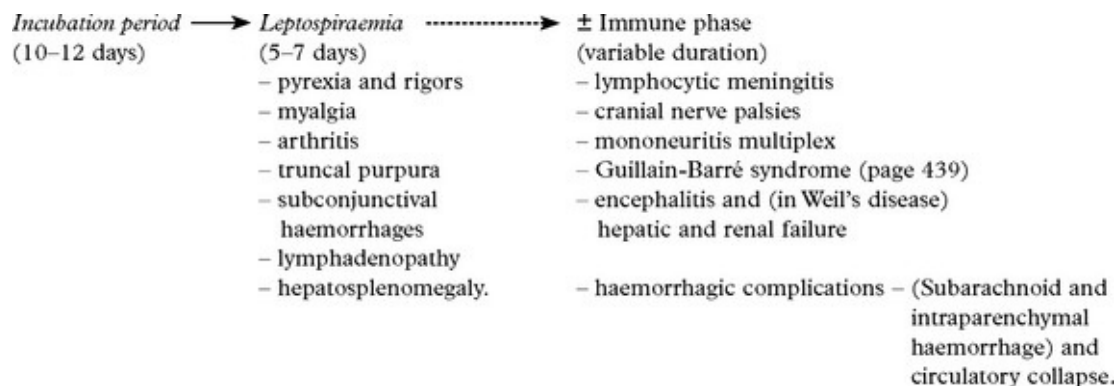 Incubation period
(10–12 days)
Leptospiraemia
(5–7 days)
– pyrexia and rigors
– myalgia
– arthritis
– truncal purpura
– subconjunctival
haemorrhages
– lymphadenopathy
– hepatosplenomegaly.
± Immune phase
(variable duration)
– lymphocytic meningitis
– cranial nerve palsies
– mononeuritis multiplex
– Guillain-Barré syndrome (page 439)
– encephalitis and (in Weil's disease)
hepatic and renal failure
– haemorrhagic complications – (Subarachnoid and
intraparenchymal
haemorrhage) and
circulatory collapse.